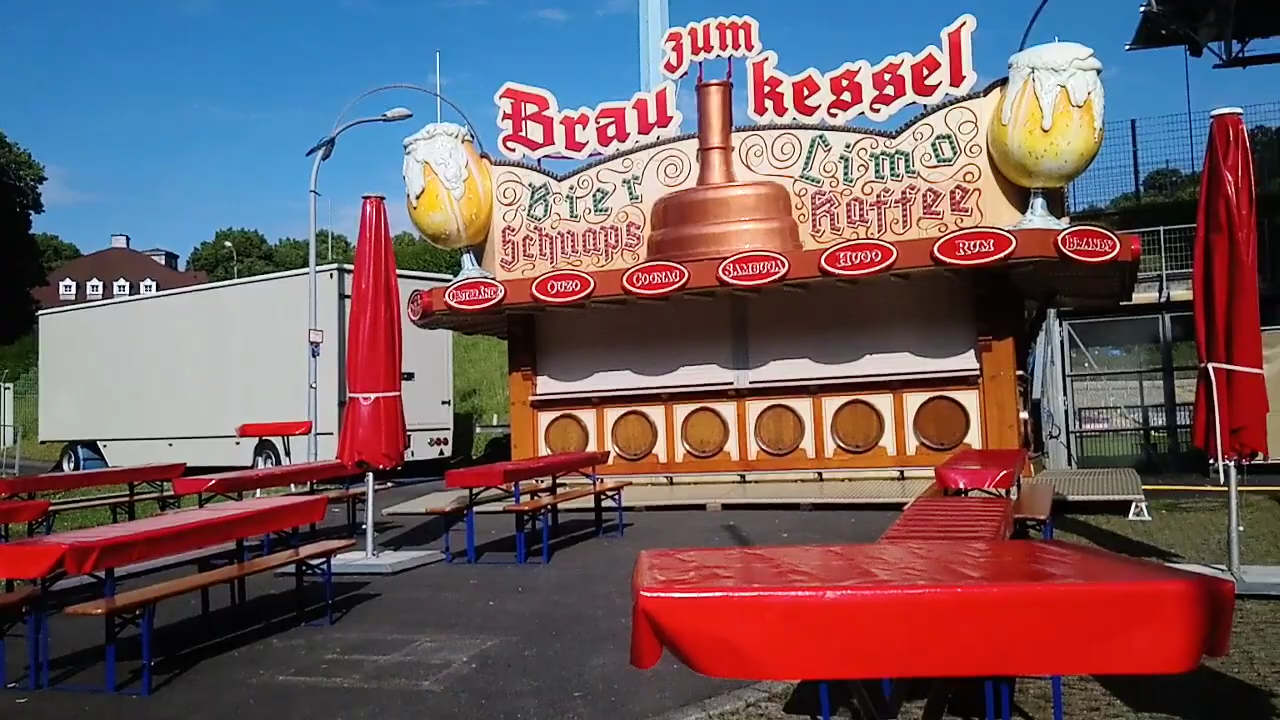 zum
Brau kessel
Bier Limo
Schnaps Kaffee
OUZO COGNAC SAMBUCA HUGO RUM BRANDY